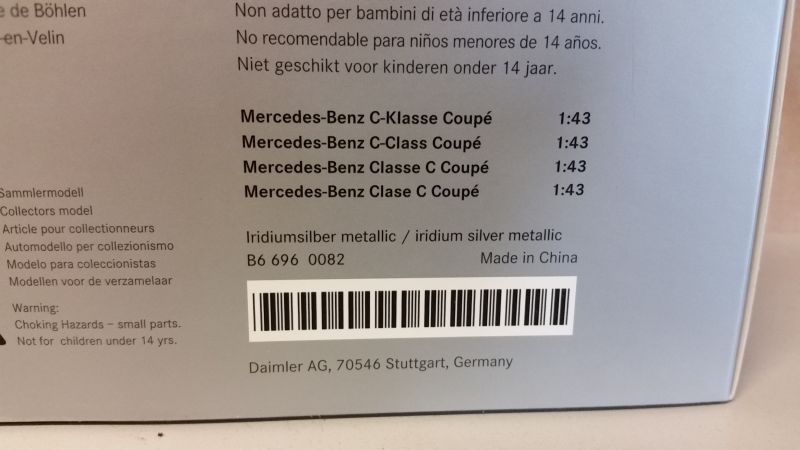 e de Böhlen
-en-Velin
Non adatto per bambini di età inferiore a 14 anni.
No recomendable para niños menores de 14 años.
Niet geschikt voor kinderen onder 14 jaar.
Mercedes-Benz C-Klasse Coupé 1:43
Mercedes-Benz C-Class Coupé 1:43
Mercedes-Benz Classe C Coupé 1:43
Mercedes-Benz Clase C Coupé 1:43
Sammlermodell
Collectors model
Article pour collectionneurs
Automodello per collezionismo
Modelo para coleccionistas
Modellen voor de verzamelaar
Warning:
Choking Hazards – small parts.
Not for children under 14 yrs.
Iridiumsilber metallic / iridium silver metallic
B6 696 0082 Made in China
Daimler AG, 70546 Stuttgart, Germany